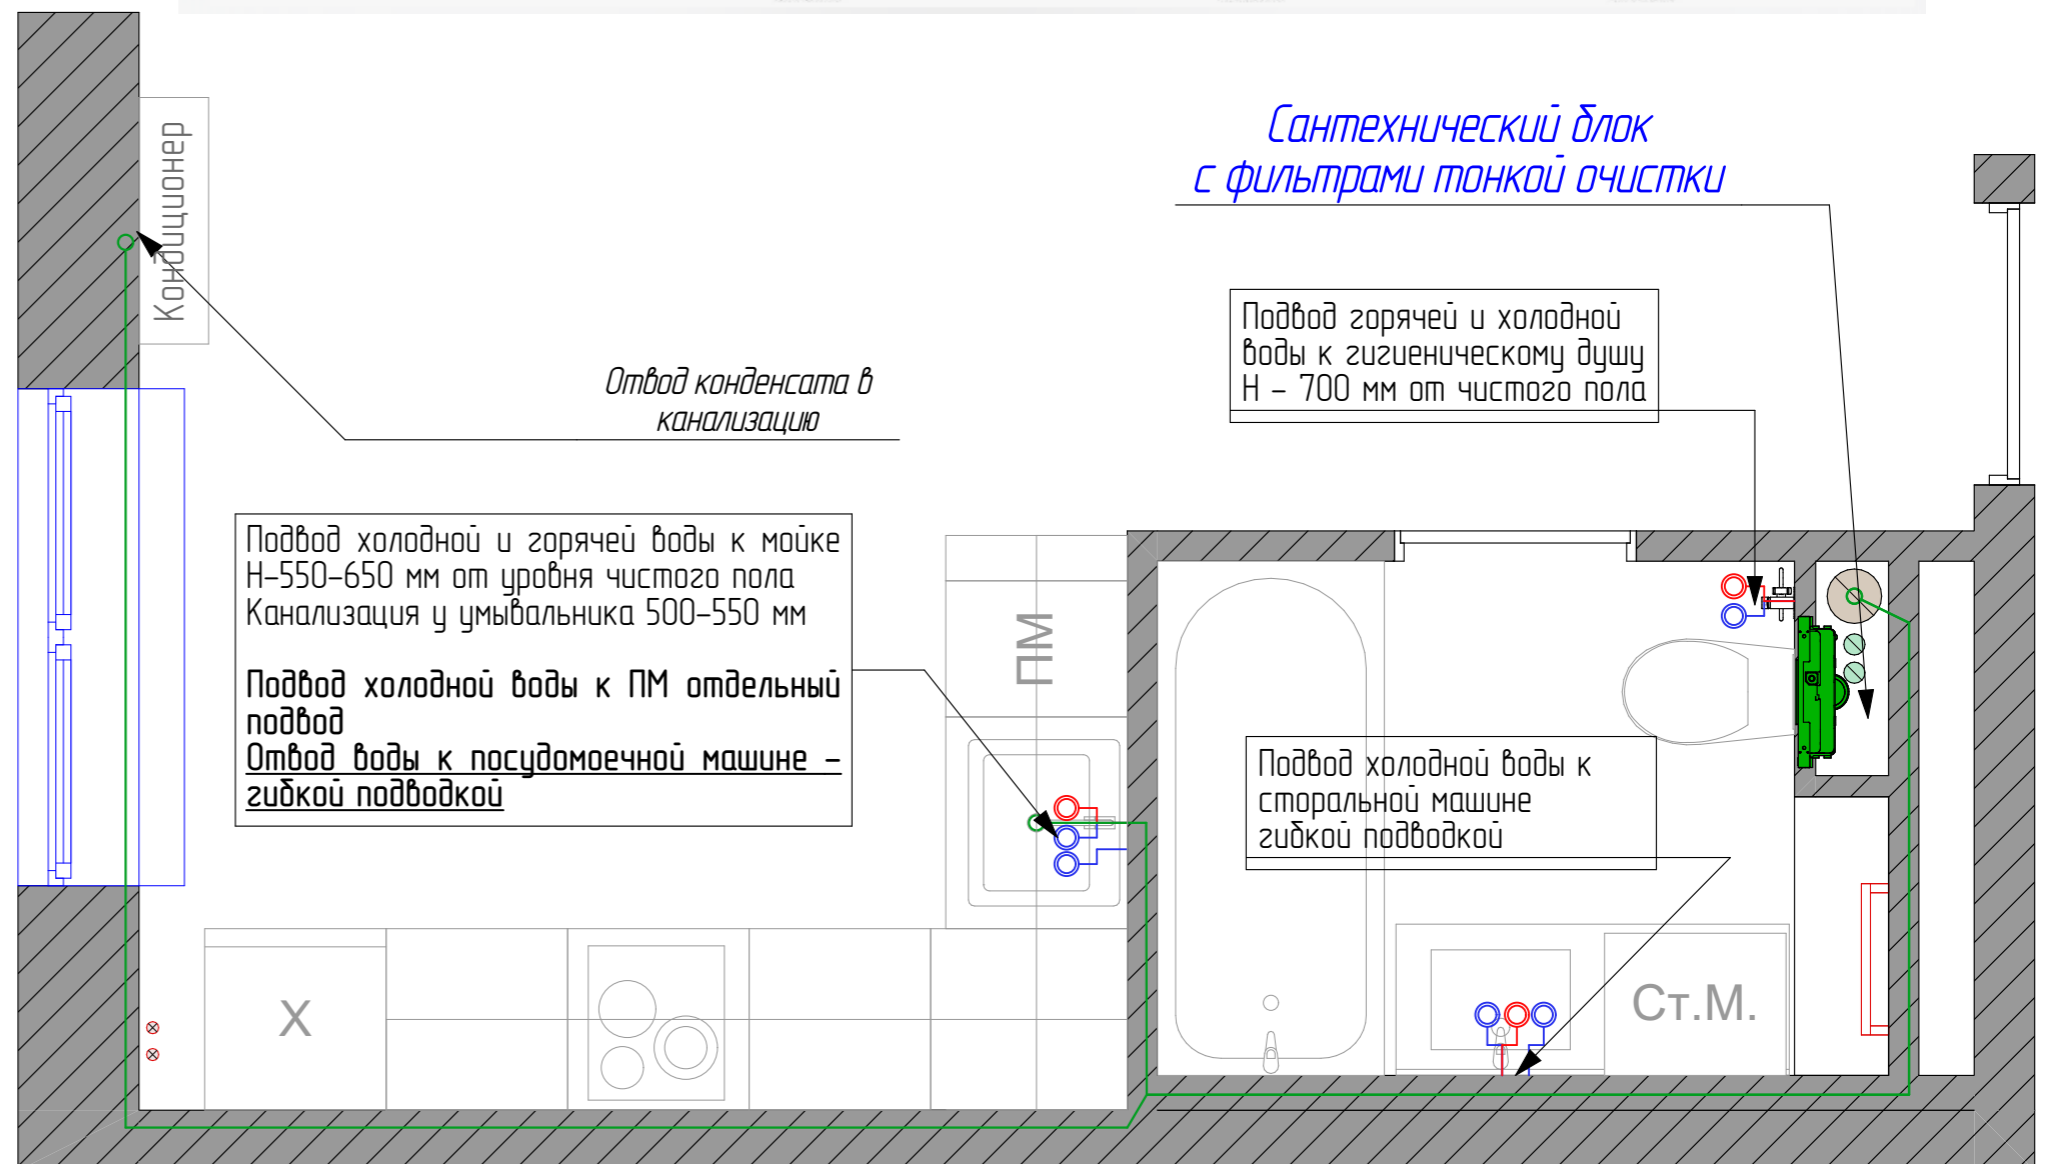 Сантехнический блок
с фильтрами тонкой очистки
Кондиционер
Подвод горячей и холодной
воды к гигиеническому душу
Н – 700 мм от чистого пола
Отвод конденсата в
канализацию
Подвод холодной и горячей воды к мойке
Н-550-650 мм от уровня чистого пола
Канализация у умывальника 500-550 мм
Подвод холодной воды к ПМ отдельный
подвод
Отвод воды к посудомоечной машине –
гибкой подводкой
ПМ
Подвод холодной воды к
сторальной машине
гибкой подводкой
Х
Ст.М.